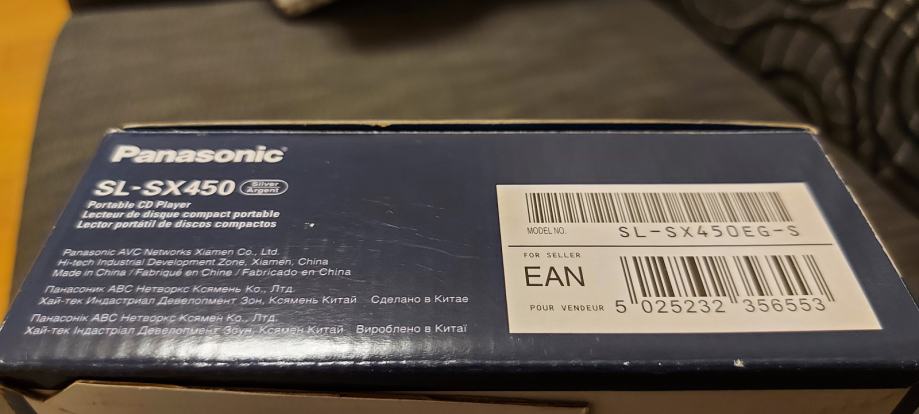 Panasonic
SL-SX450 Silver Argent
Portable CD Player
Lecteur de disque compact portable
Lector portátil de discos compactos
Panasonic AVC Networks Xiamen Co., Ltd.
Hi-tech Industrial Development Zone, Xiamen, China
Made in China / Fabriqué en Chine / Fabricado en China
Панасоник АВС Нетворкс Ксямень Ко., Лтд.
Хай-тек Индастриал Девелопмент Зон, Ксямень Китай Сделано в Китае
Панасонік АВС Нетворкс Ксямен Ко., Лтд.
Хай-тек Індастріал Девелопмент Зоун, Ксямен Китай Вироблено в Китаї
MODEL NO. SL-SX450EG-S
FOR SELLER
EAN
POUR VENDEUR 5 025232 356553